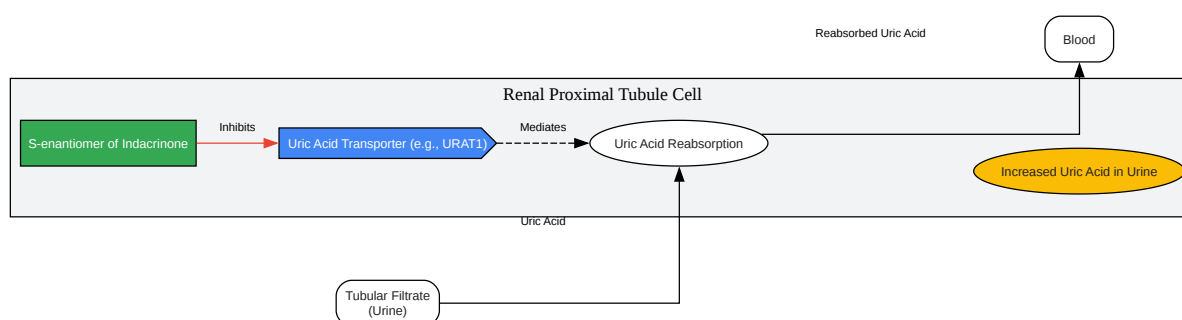 Reabsorbed Uric Acid
Blood
Renal Proximal Tubule Cell
S-enantiomer of Indacrinone
Inhibits
Uric Acid Transporter (e.g., URAT1)
Mediates
Uric Acid Reabsorption
Increased Uric Acid in Urine
Uric Acid
Tubular Filtrate
(Urine)